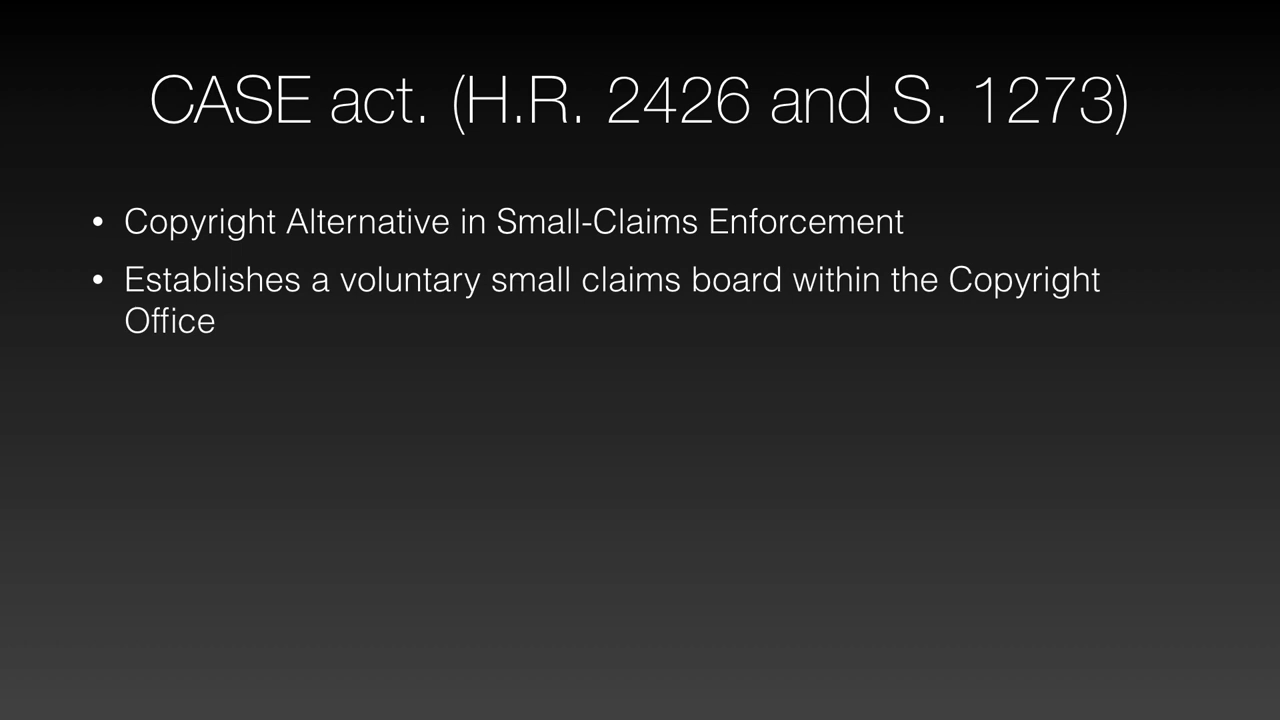 CASE act. (H.R. 2426 and S. 1273)
• Copyright Alternative in Small-Claims Enforcement
• Establishes a voluntary small claims board within the Copyright
Office